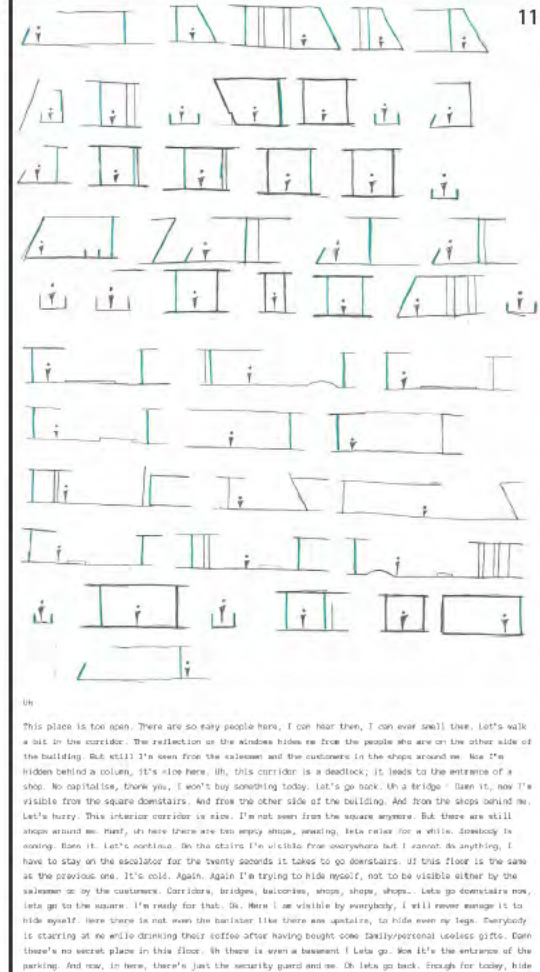 11
Uh
This place is too open. There are so many people here, I can hear then, I can ever smell them. Let's walk
a bit in the corridor. The reflection on the windows hides me from the people who are on the other side of
the building. But still I'm seen from the salesmen and the customers in the shops around me. Now I'm
hidden behind a column, it's nice here. Uh, this corridor is a deadlock; it leads to the entrance of a
shop. No capitalism, thank you, I won't buy something today. Let's go back. Uh a bridge - Damn it, now I'm
visible from the square downstairs. And from the other side of the building. And from the shops behind me.
Let's hurry. This interior corridor is nice. I'm not seen from the square anymore. But there are still
shops around me. Humf, uh here there are two empty shops, amazing, lets relax for a while. Somebody is
coming. Damn it. Let's continue. On the stairs I'm visible from everywhere but I cannot do anything, I
have to stay on the escalator for the twenty seconds it takes to go downstairs. Uf this floor is the same
as the previous one. It's cold. Again. Again I'm trying to hide myself, not to be visible either by the
salesmen or by the customers. Corridors, bridges, balconies, shops, shops, shops.. Lets go downstairs now,
lets go to the square. I'm ready for that. Ok. Here i am visible by everybody, i will never manage it to
hide myself. Here there is not even the banister like there was upstairs, to hide even my legs. Everybody
is starring at me while drinking their coffee after having bought some family/personal useless gifts. Damn
there's no secret place in this floor. Uh there is even a basement ! Lets go. Wow it's the entrance of the
parking. And now, in here, there's just the security guard and me. Oh lets go back. Enough for today, hide